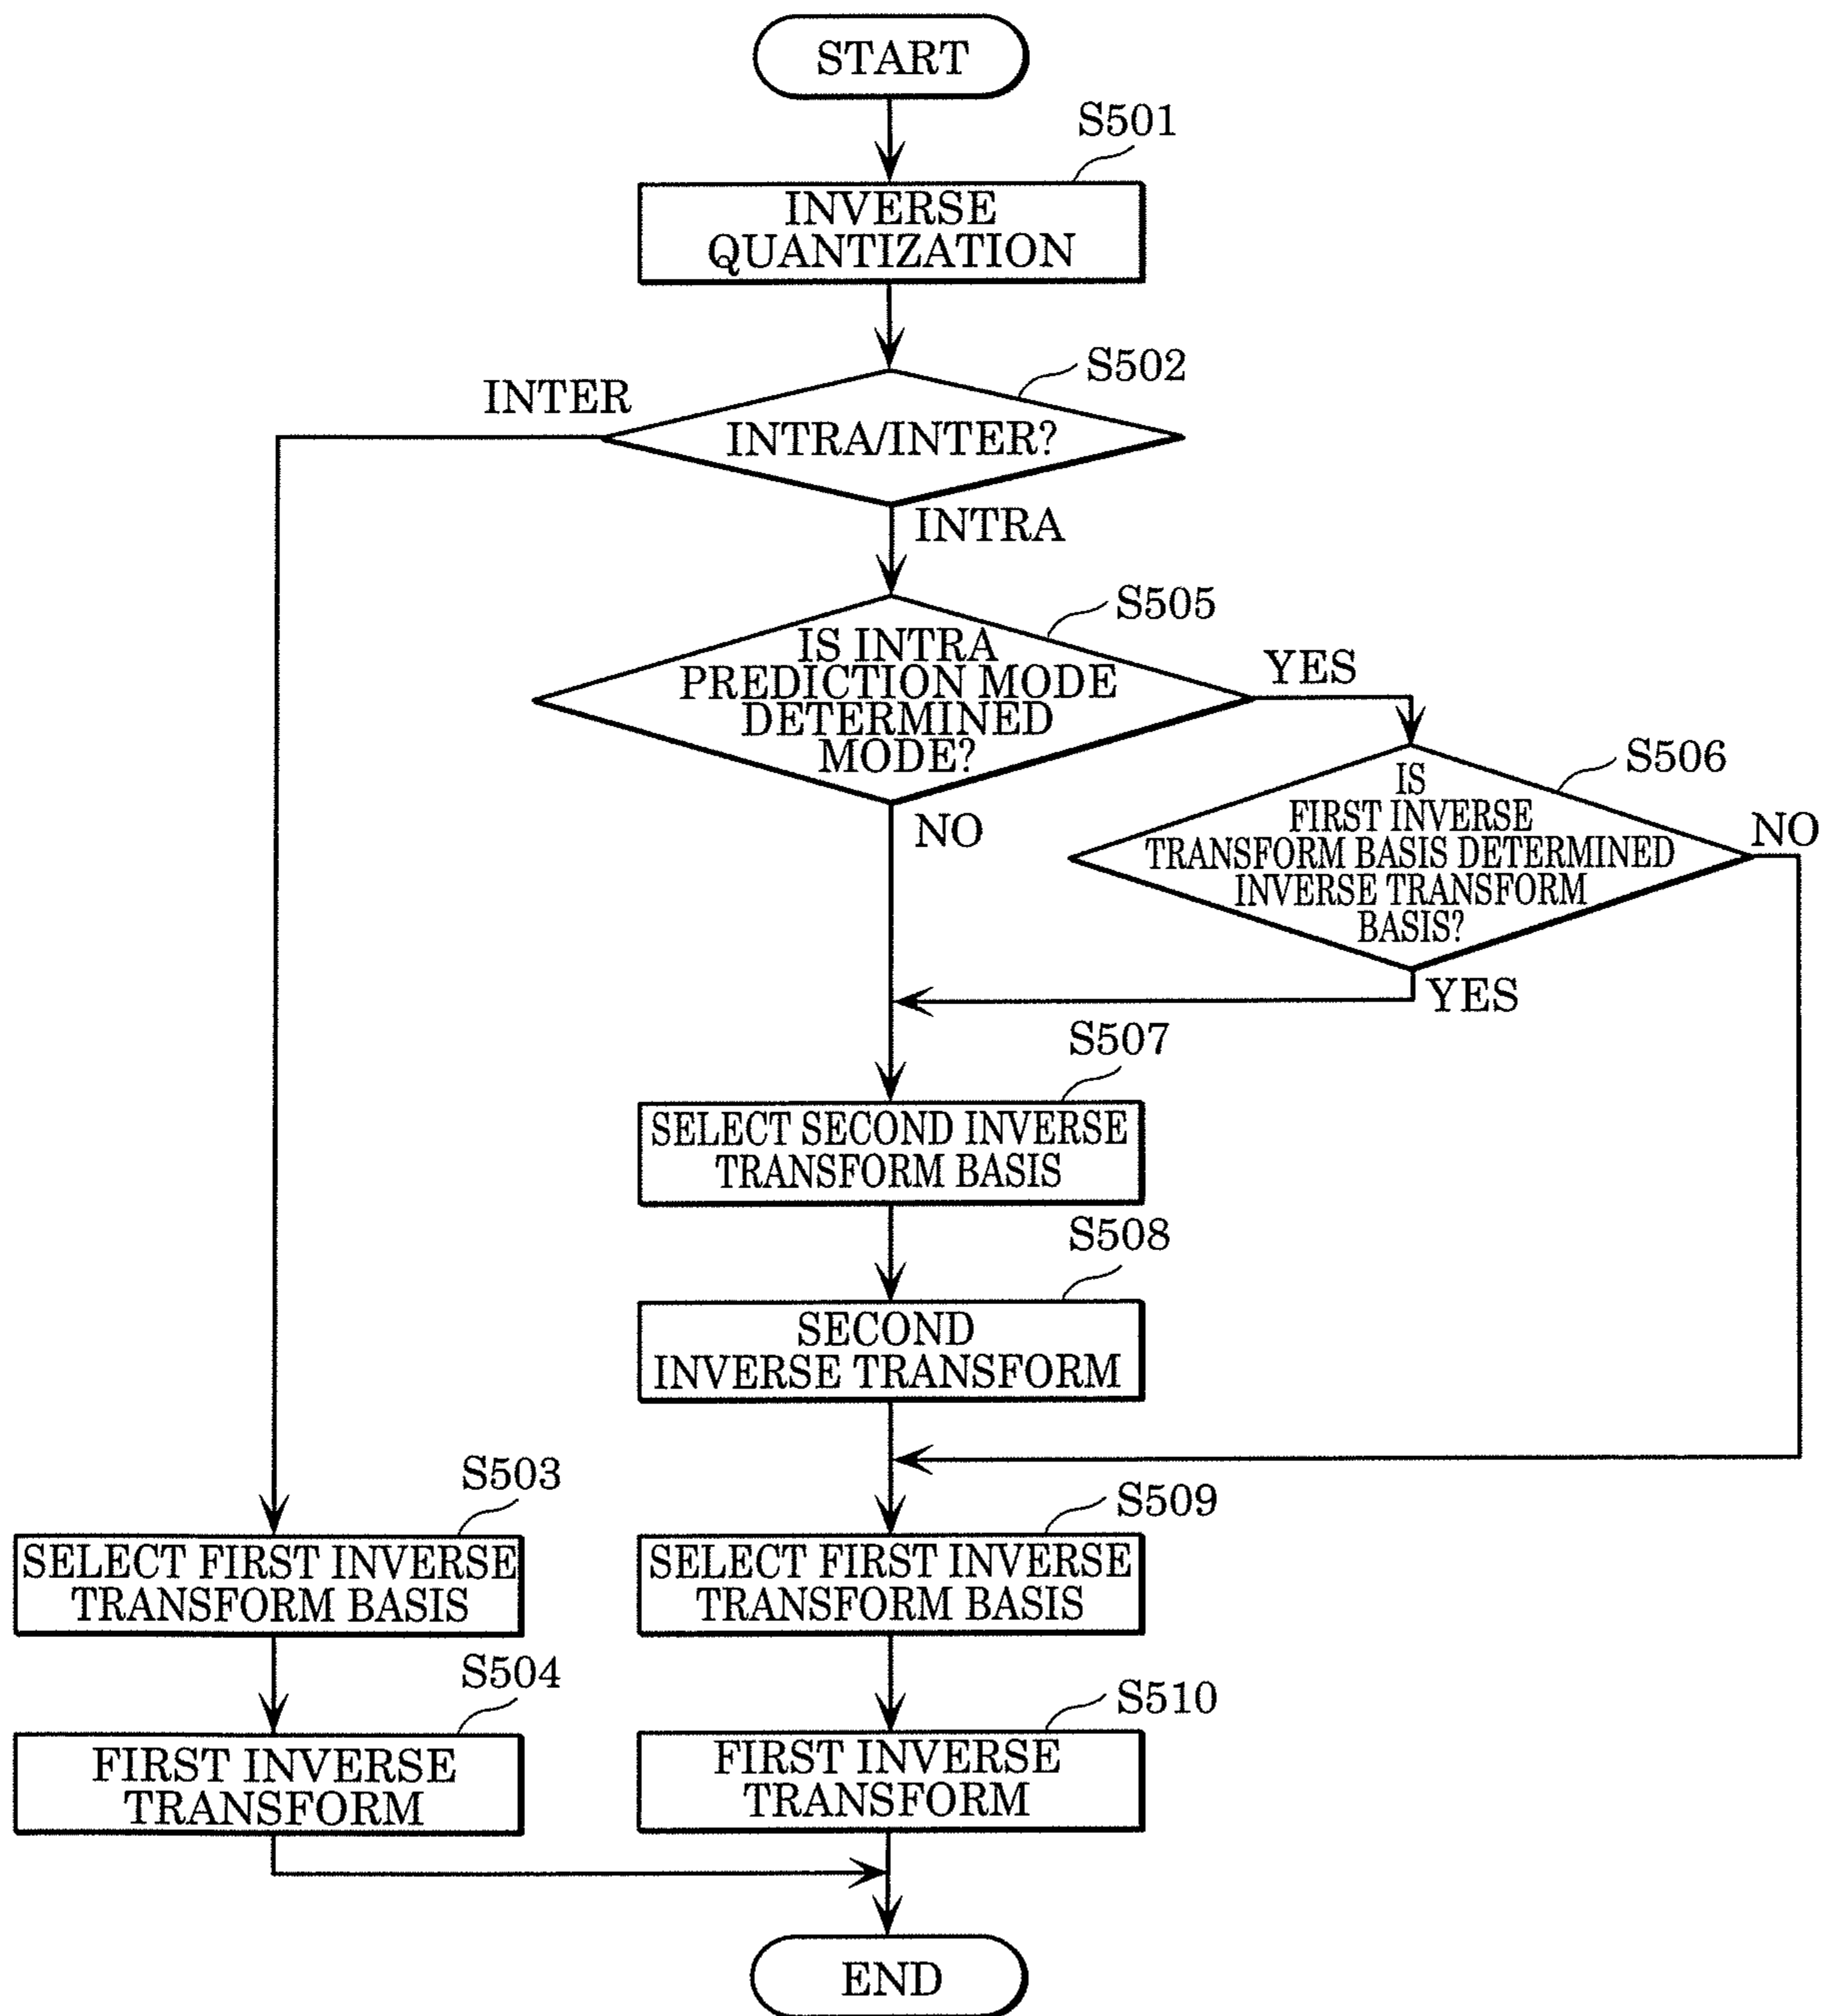 START
S501
INVERSE
QUANTIZATION
S502
INTER
INTRA/INTER?
INTRA
S505
IS INTRA
PREDICTION MODE
DETERMINED
MODE?
YES
NO
S506
IS
FIRST INVERSE
TRANSFORM BASIS DETERMINED
INVERSE TRANSFORM
BASIS?
NO
YES
S507
SELECT SECOND INVERSE
TRANSFORM BASIS
S508
SECOND
INVERSE TRANSFORM
S503
SELECT FIRST INVERSE
TRANSFORM BASIS
S509
SELECT FIRST INVERSE
TRANSFORM BASIS
S504
FIRST INVERSE
TRANSFORM
S510
FIRST INVERSE
TRANSFORM
END